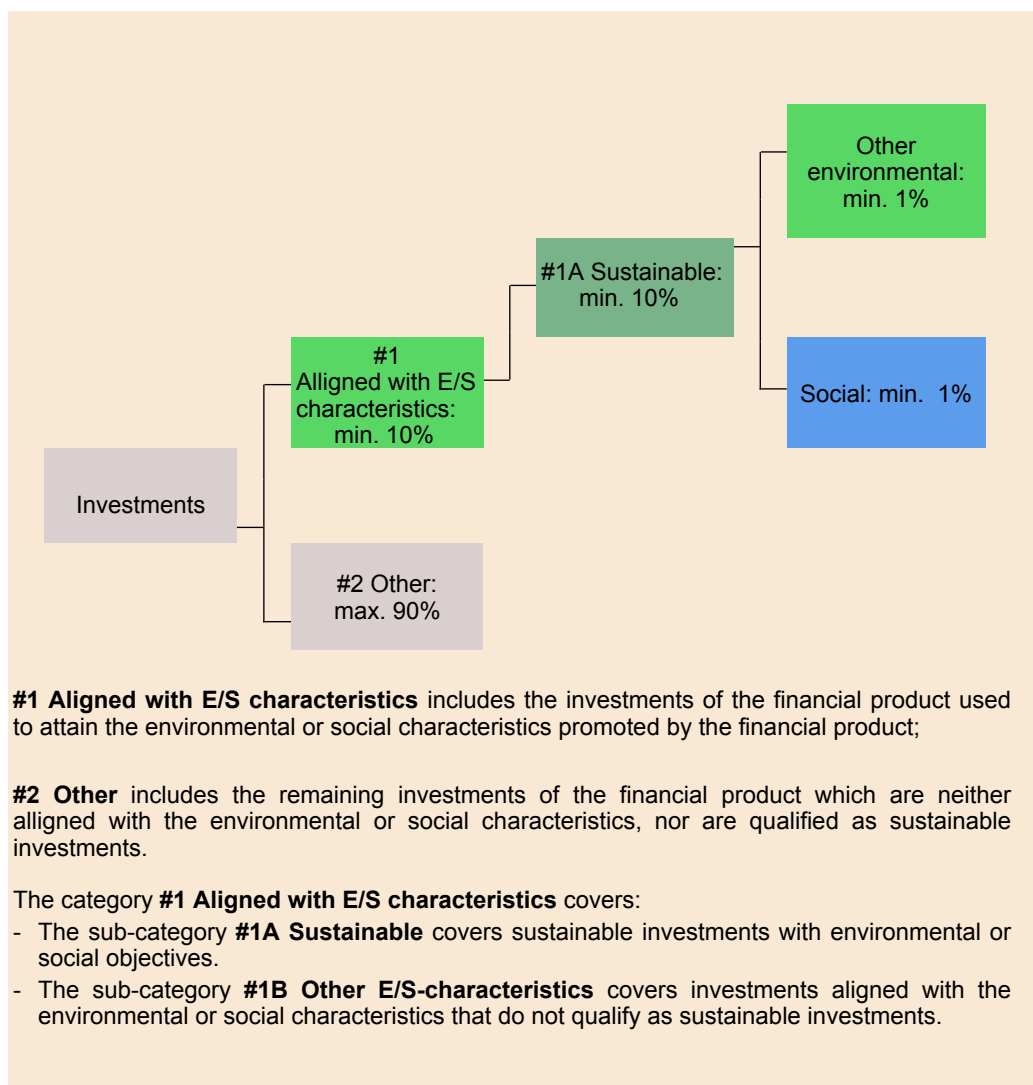 Other
environmental:
min. 1%
#1A Sustainable:
min. 10%
#1
Alligned with E/S
characteristics:
min. 10%
Social: min. 1%
Investments
#2 Other:
max. 90%
#1 Aligned with E/S characteristics includes the investments of the financial product used
to attain the environmental or social characteristics promoted by the financial product;
#2 Other includes the remaining investments of the financial product which are neither
alligned with the environmental or social characteristics, nor are qualified as sustainable
investments.
The category #1 Aligned with E/S characteristics covers:
- The sub-category #1A Sustainable covers sustainable investments with environmental or
social objectives.
- The sub-category #1B Other E/S-characteristics covers investments aligned with the
environmental or social characteristics that do not qualify as sustainable investments.